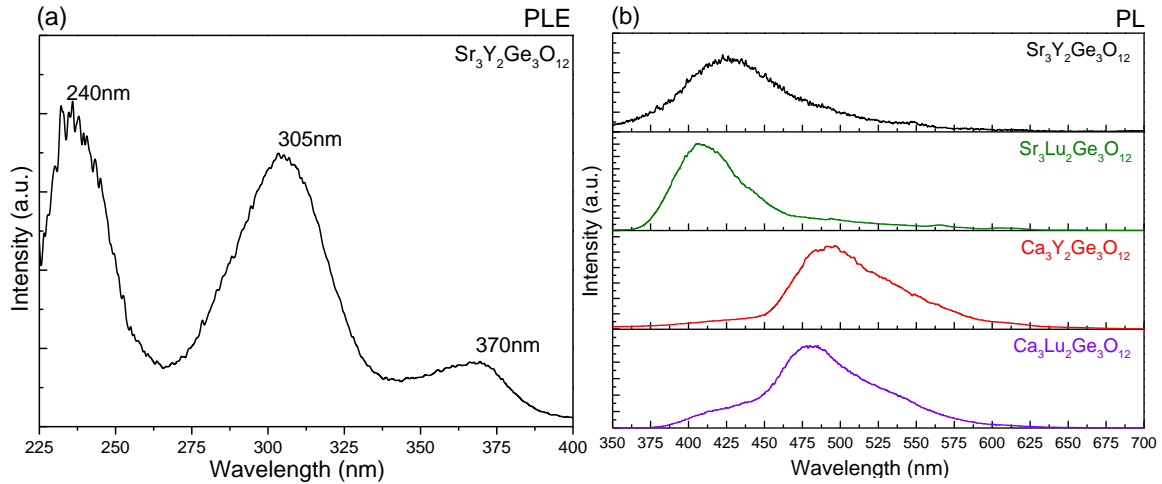 (a)
PLE
Sr₃Y₂Ge₃O₁₂
240nm
305nm
370nm
Intensity (a.u.)
225 250 275 300 325 350 375 400
Wavelength (nm)
(b)
PL
Sr₃Y₂Ge₃O₁₂
Sr₃Lu₂Ge₃O₁₂
Ca₃Y₂Ge₃O₁₂
Ca₃Lu₂Ge₃O₁₂
Intensity (a.u.)
350 375 400 425 450 475 500 525 550 575 600 625 650 675 700
Wavelength (nm)